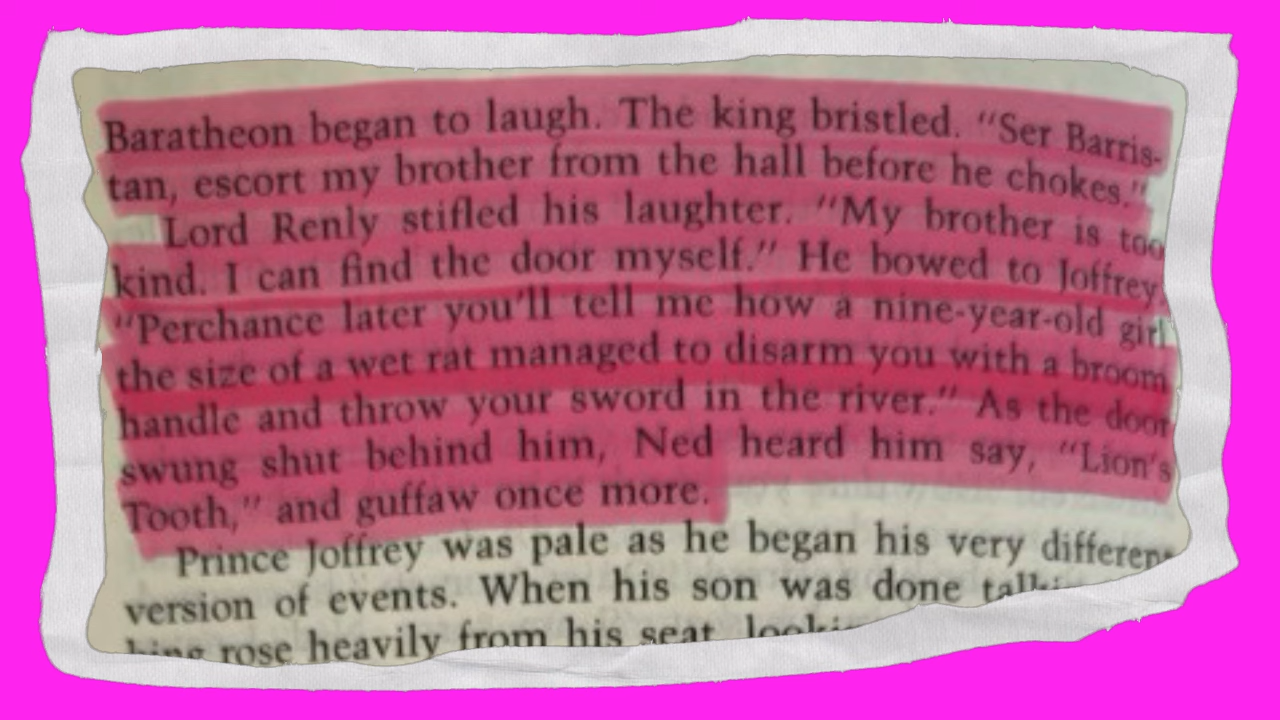 Baratheon began to laugh. The king bristled. “Ser Barris-
tan, escort my brother from the hall before he chokes.”
Lord Renly stifled his laughter. “My brother is too
kind. I can find the door myself.” He bowed to Joffrey.
“Perchance later you’ll tell me how a nine-year-old girl
the size of a wet rat managed to disarm you with a broom
handle and throw your sword in the river.” As the door
swung shut behind him, Ned heard him say, “Lion’s
Tooth,” and guffaw once more.
Prince Joffrey was pale as he began his very different
version of events. When his son was done
rose heavily from his seat,